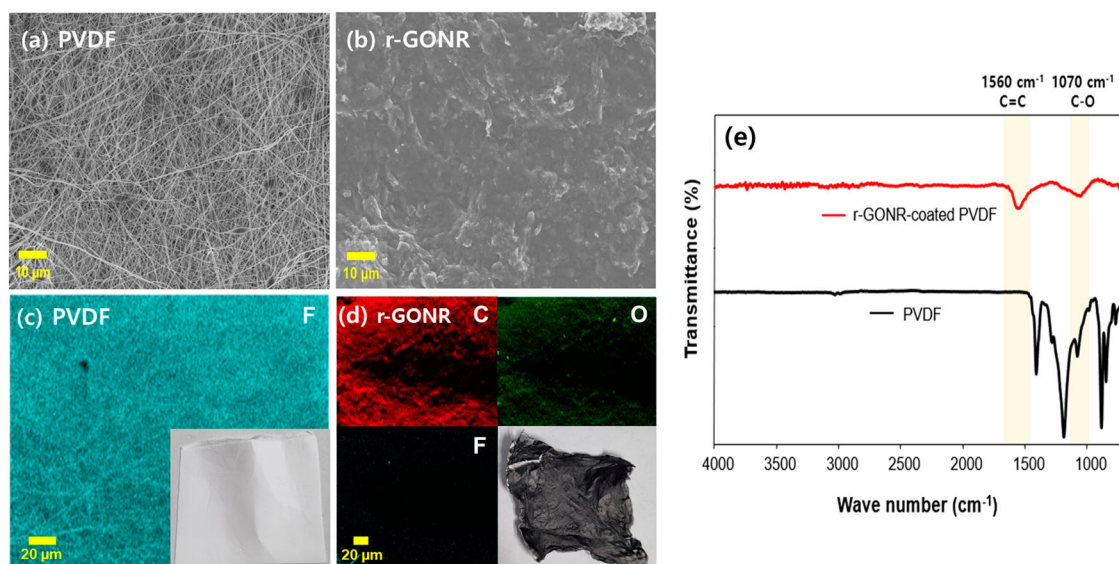 (a) PVDF
10 μm
(b) r-GONR
10 μm
(c) PVDF F
20 μm
(d) r-GONR C
O
F
20 μm
1560 cm-1 1070 cm-1
C=C C-O
(e)
r-GONR-coated PVDF
PVDF
Transmittance (%)
4000 3500 3000 2500 2000 1500 1000
Wave number (cm-1)